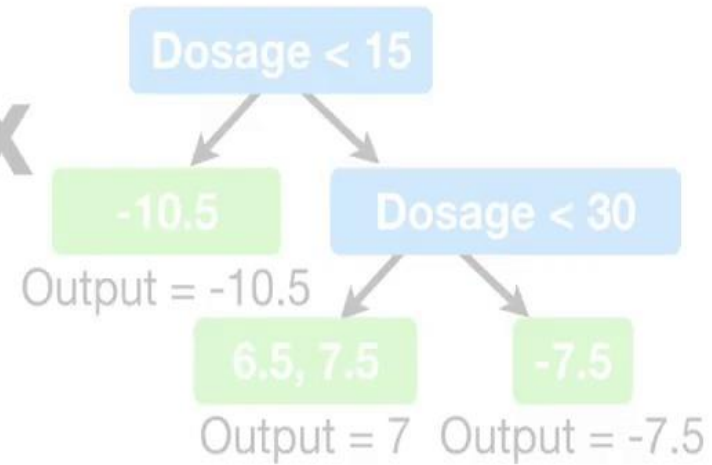 Dosage < 15
x
-10.5
Dosage < 30
Output = -10.5
6.5, 7.5
-7.5
Output = 7
Output = -7.5